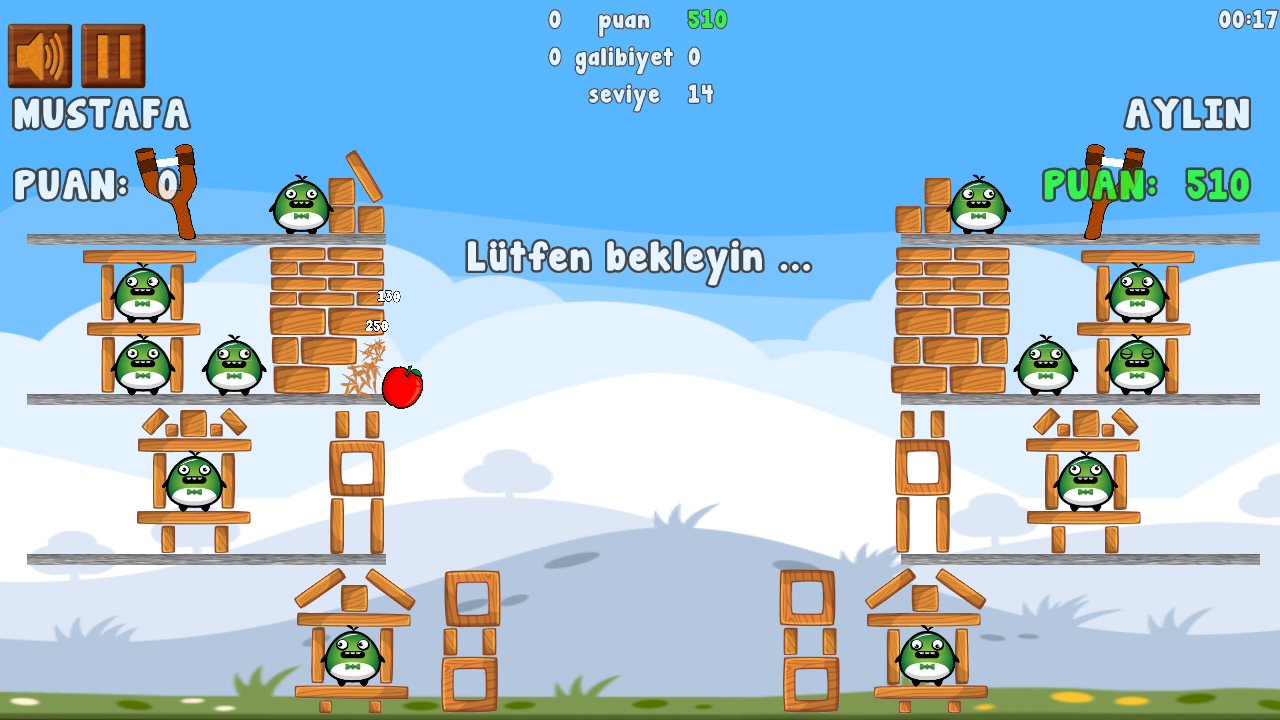 0 puan 510
0 galibiyet 0
seviye 14
00:17
MUSTAFA
PUAN: 0
AYLIN
PUAN: 510
Lütfen bekleyin ...
130
250